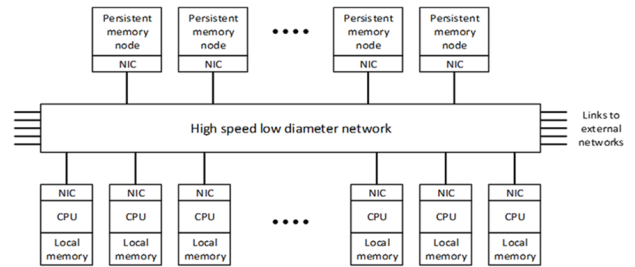 Persistent
memory
node
NIC
Persistent
memory
node
NIC
Persistent
memory
node
NIC
Persistent
memory
node
NIC
High speed low diameter network
Links to
external
networks
NIC
CPU
Local
memory
NIC
CPU
Local
memory
NIC
CPU
Local
memory
NIC
CPU
Local
memory
NIC
CPU
Local
memory
NIC
CPU
Local
memory